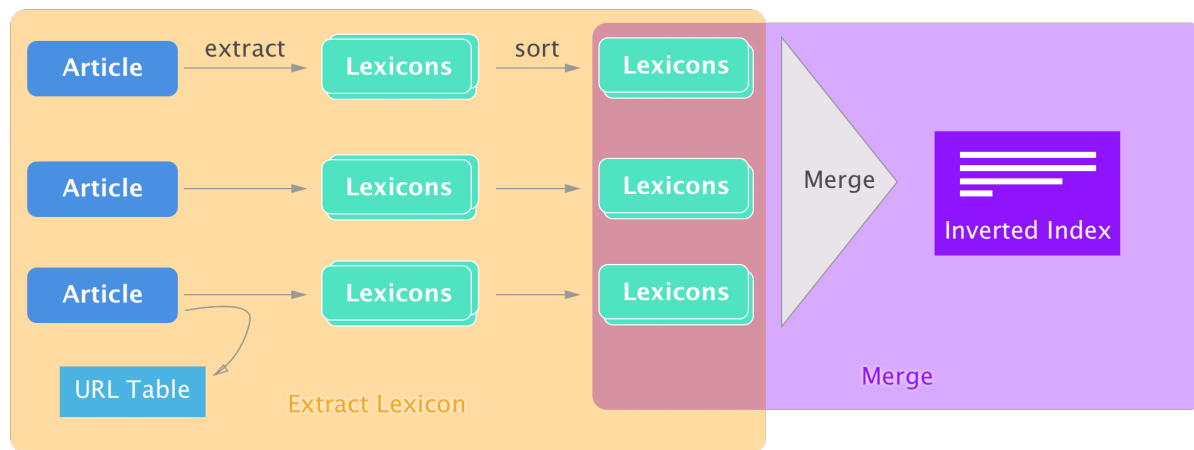 extract
sort
Article
Lexicons
Lexicons
Article
Lexicons
Lexicons
Merge
Inverted Index
Article
Lexicons
Lexicons
URL Table
Extract Lexicon
Merge